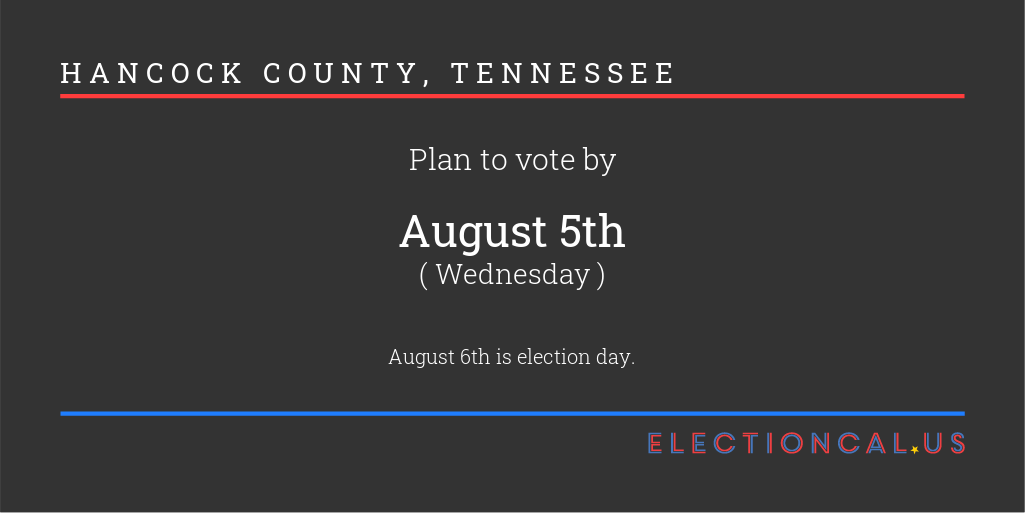 HANCOCK COUNTY, TENNESSEE
Plan to vote by
August 5th
( Wednesday )
August 6th is election day.
ELECTIONCAL.US